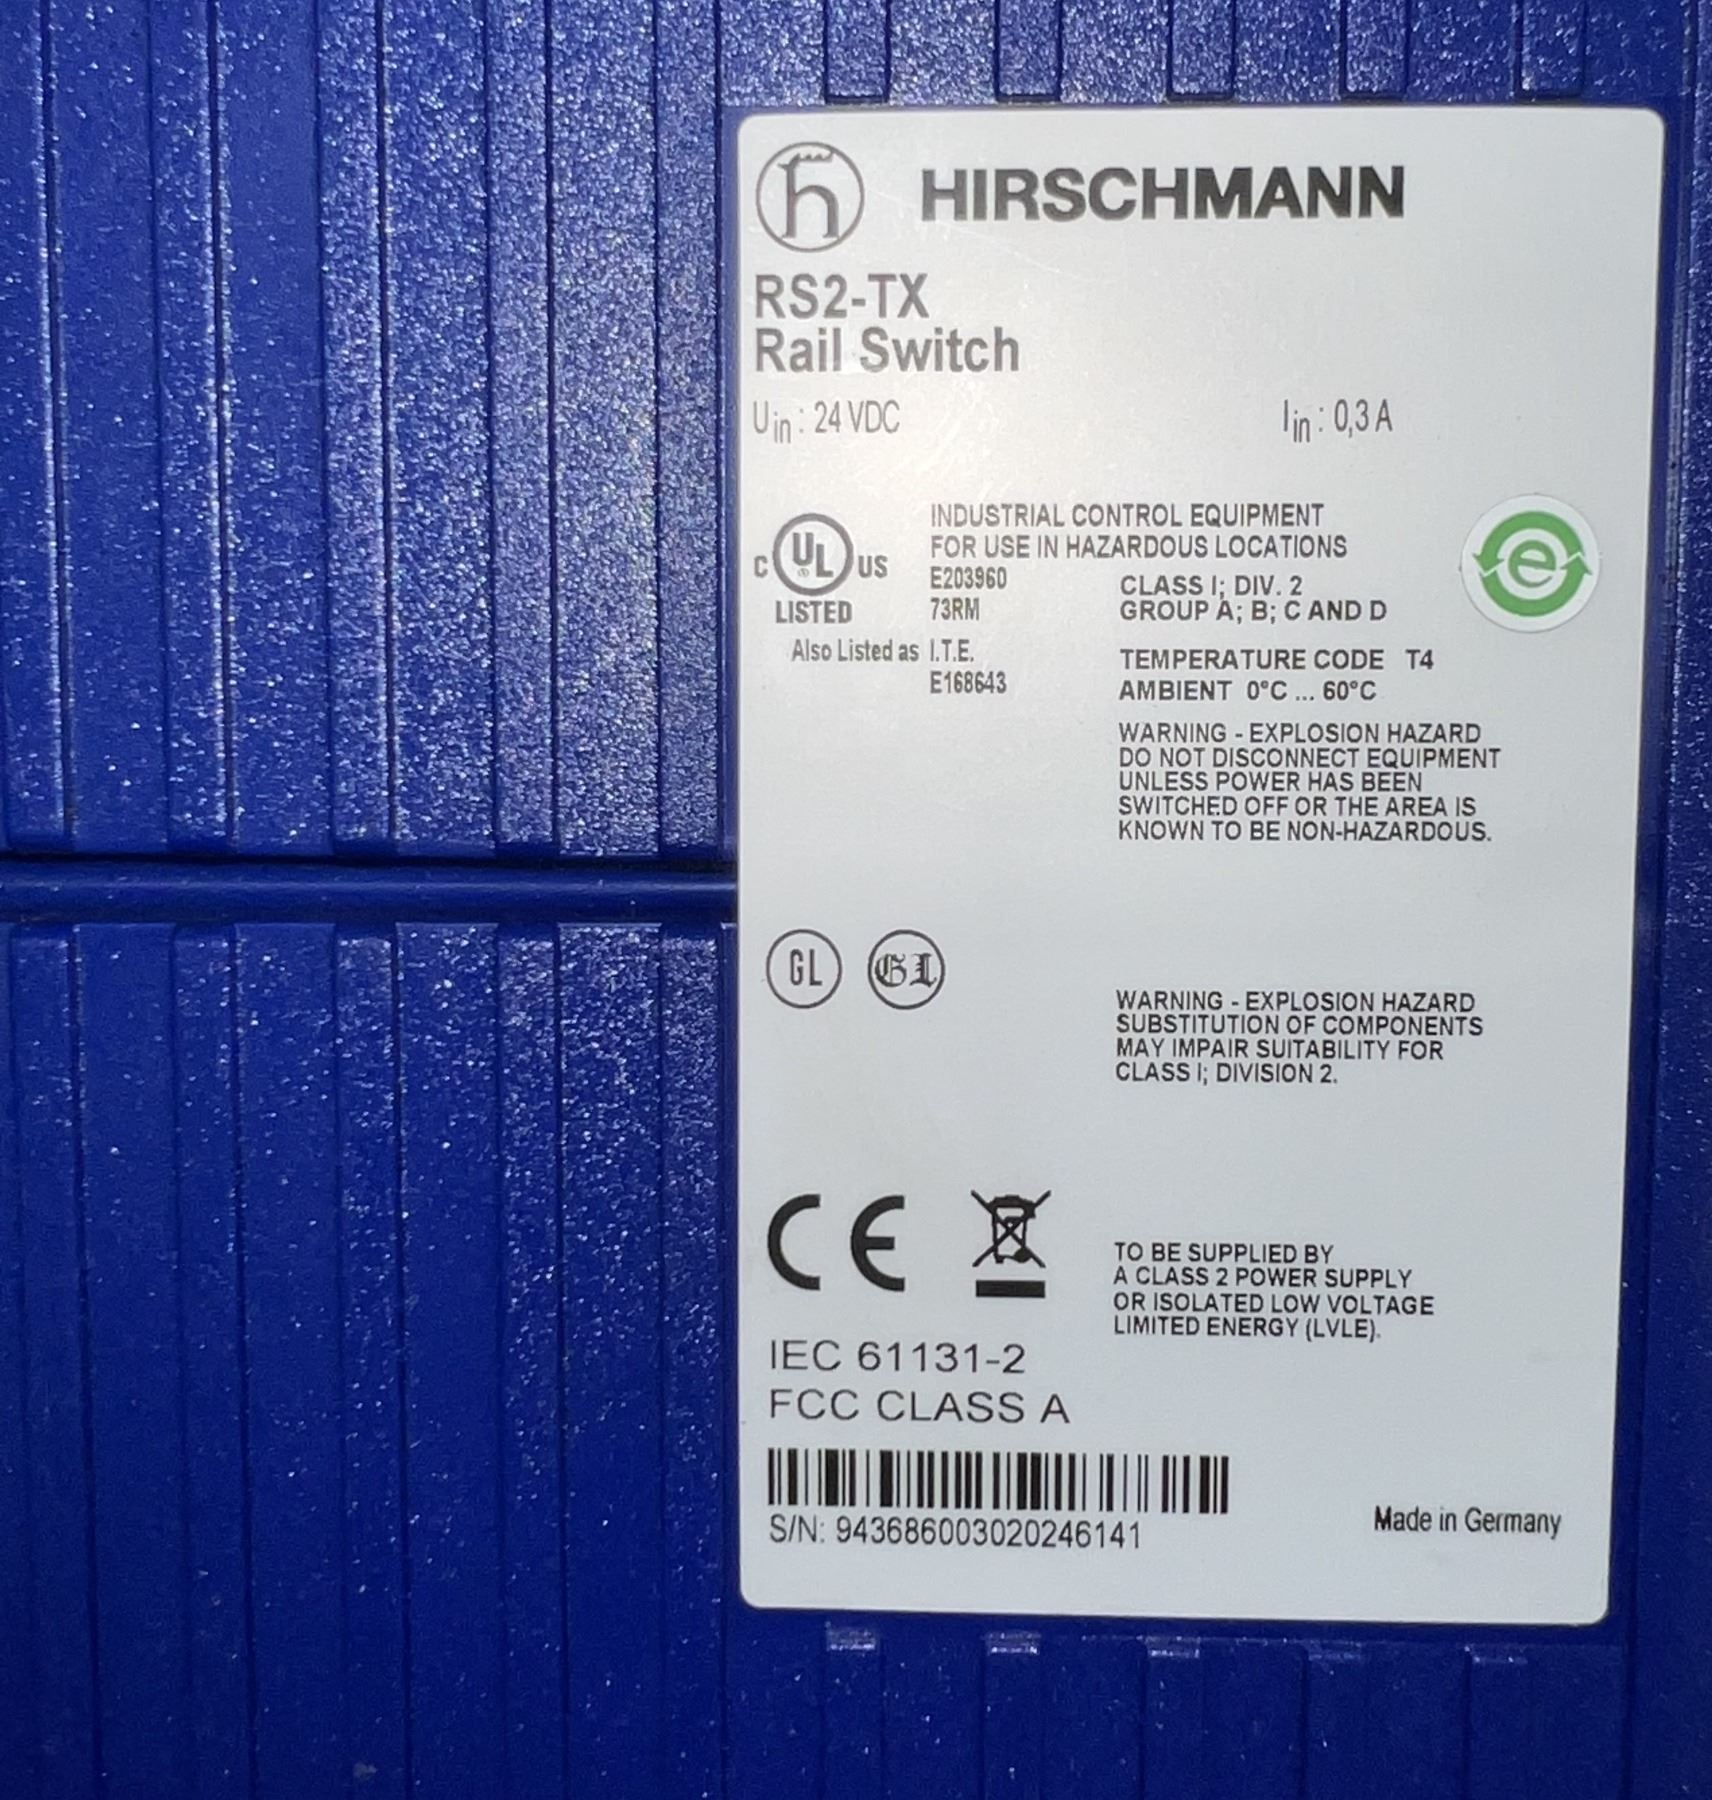 HIRSCHMANN
RS2-TX
Rail Switch
Uin : 24 VDC
Iin : 0,3 A
C UL® US
LISTED
INDUSTRIAL CONTROL EQUIPMENT
FOR USE IN HAZARDOUS LOCATIONS
E203960
73RM
Also Listed as I.T.E.
E168643
CLASS I; DIV. 2
GROUP A; B; C AND D
e
TEMPERATURE CODE T4
AMBIENT 0°C ... 60°C
WARNING - EXPLOSION HAZARD
DO NOT DISCONNECT EQUIPMENT
UNLESS POWER HAS BEEN
SWITCHED OFF OR THE AREA IS
KNOWN TO BE NON-HAZARDOUS.
GL GL
WARNING - EXPLOSION HAZARD
SUBSTITUTION OF COMPONENTS
MAY IMPAIR SUITABILITY FOR
CLASS I; DIVISION 2.
CE
TO BE SUPPLIED BY
A CLASS 2 POWER SUPPLY
OR ISOLATED LOW VOLTAGE
LIMITED ENERGY (LVLE).
IEC 61131-2
FCC CLASS A
S/N: 943686003020246141
Made in Germany